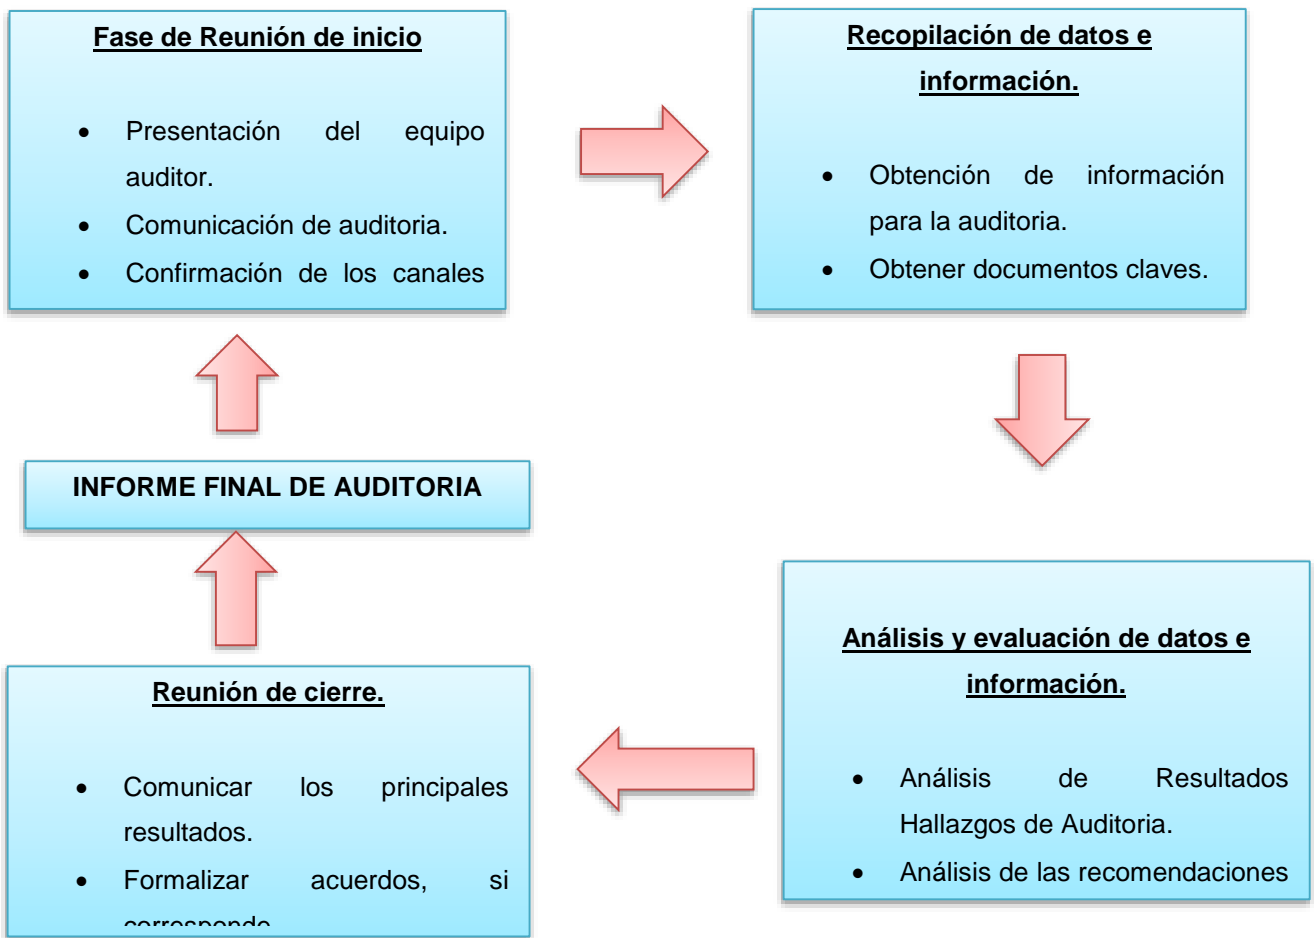 Fase de Reunión de inicio
• Presentación del equipo
auditor.
• Comunicación de auditoria.
• Confirmación de los canales
Recopilación de datos e
información.
• Obtención de información
para la auditoria.
• Obtener documentos claves.
Análisis y evaluación de datos e
información.
• Análisis de Resultados
Hallazgos de Auditoria.
• Análisis de las recomendaciones
Reunión de cierre.
• Comunicar los principales
resultados.
• Formalizar acuerdos, si
corresponde
INFORME FINAL DE AUDITORIA